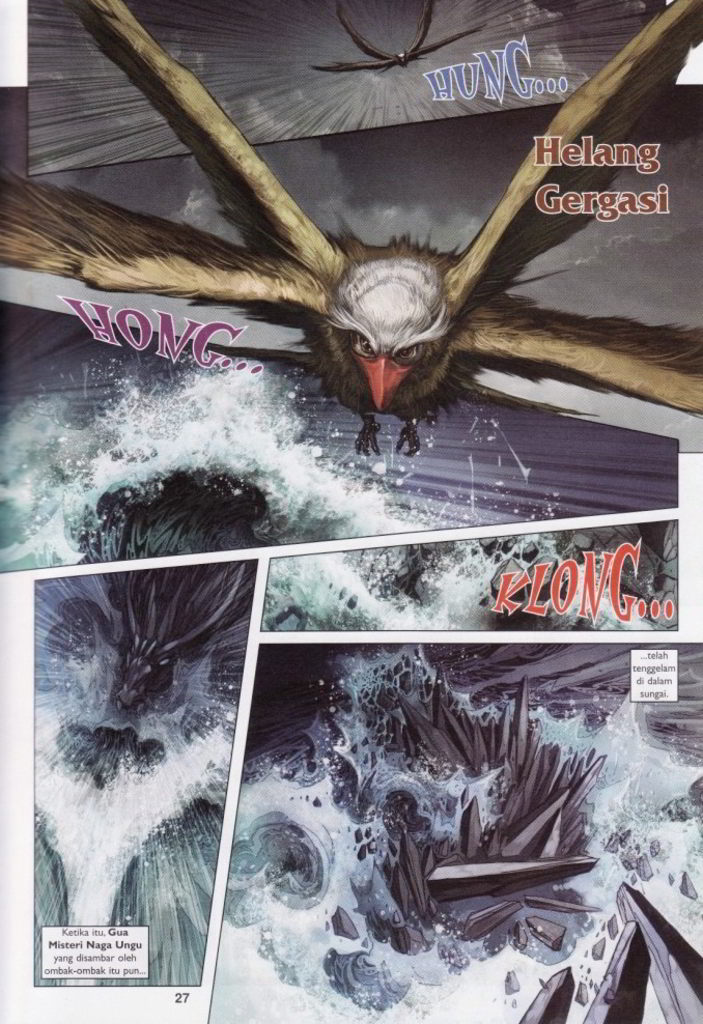 HUNG...
Helang
Gergasi
HONG...
KLONG...
Ketika itu, Gua
Misteri Naga Ungu
yang disambar oleh
ombak-ombak itu pun...
...telah
tenggelam
di dalam
sungai.
27